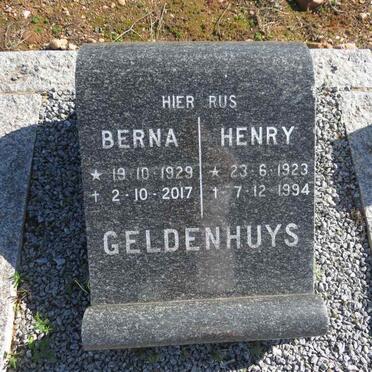 HIER RUS
BERNA HENRY
★ 19·10·1929 ★ 23·6·1923
† 2·10·2017 † 7·12·1994
GELDENHUYS